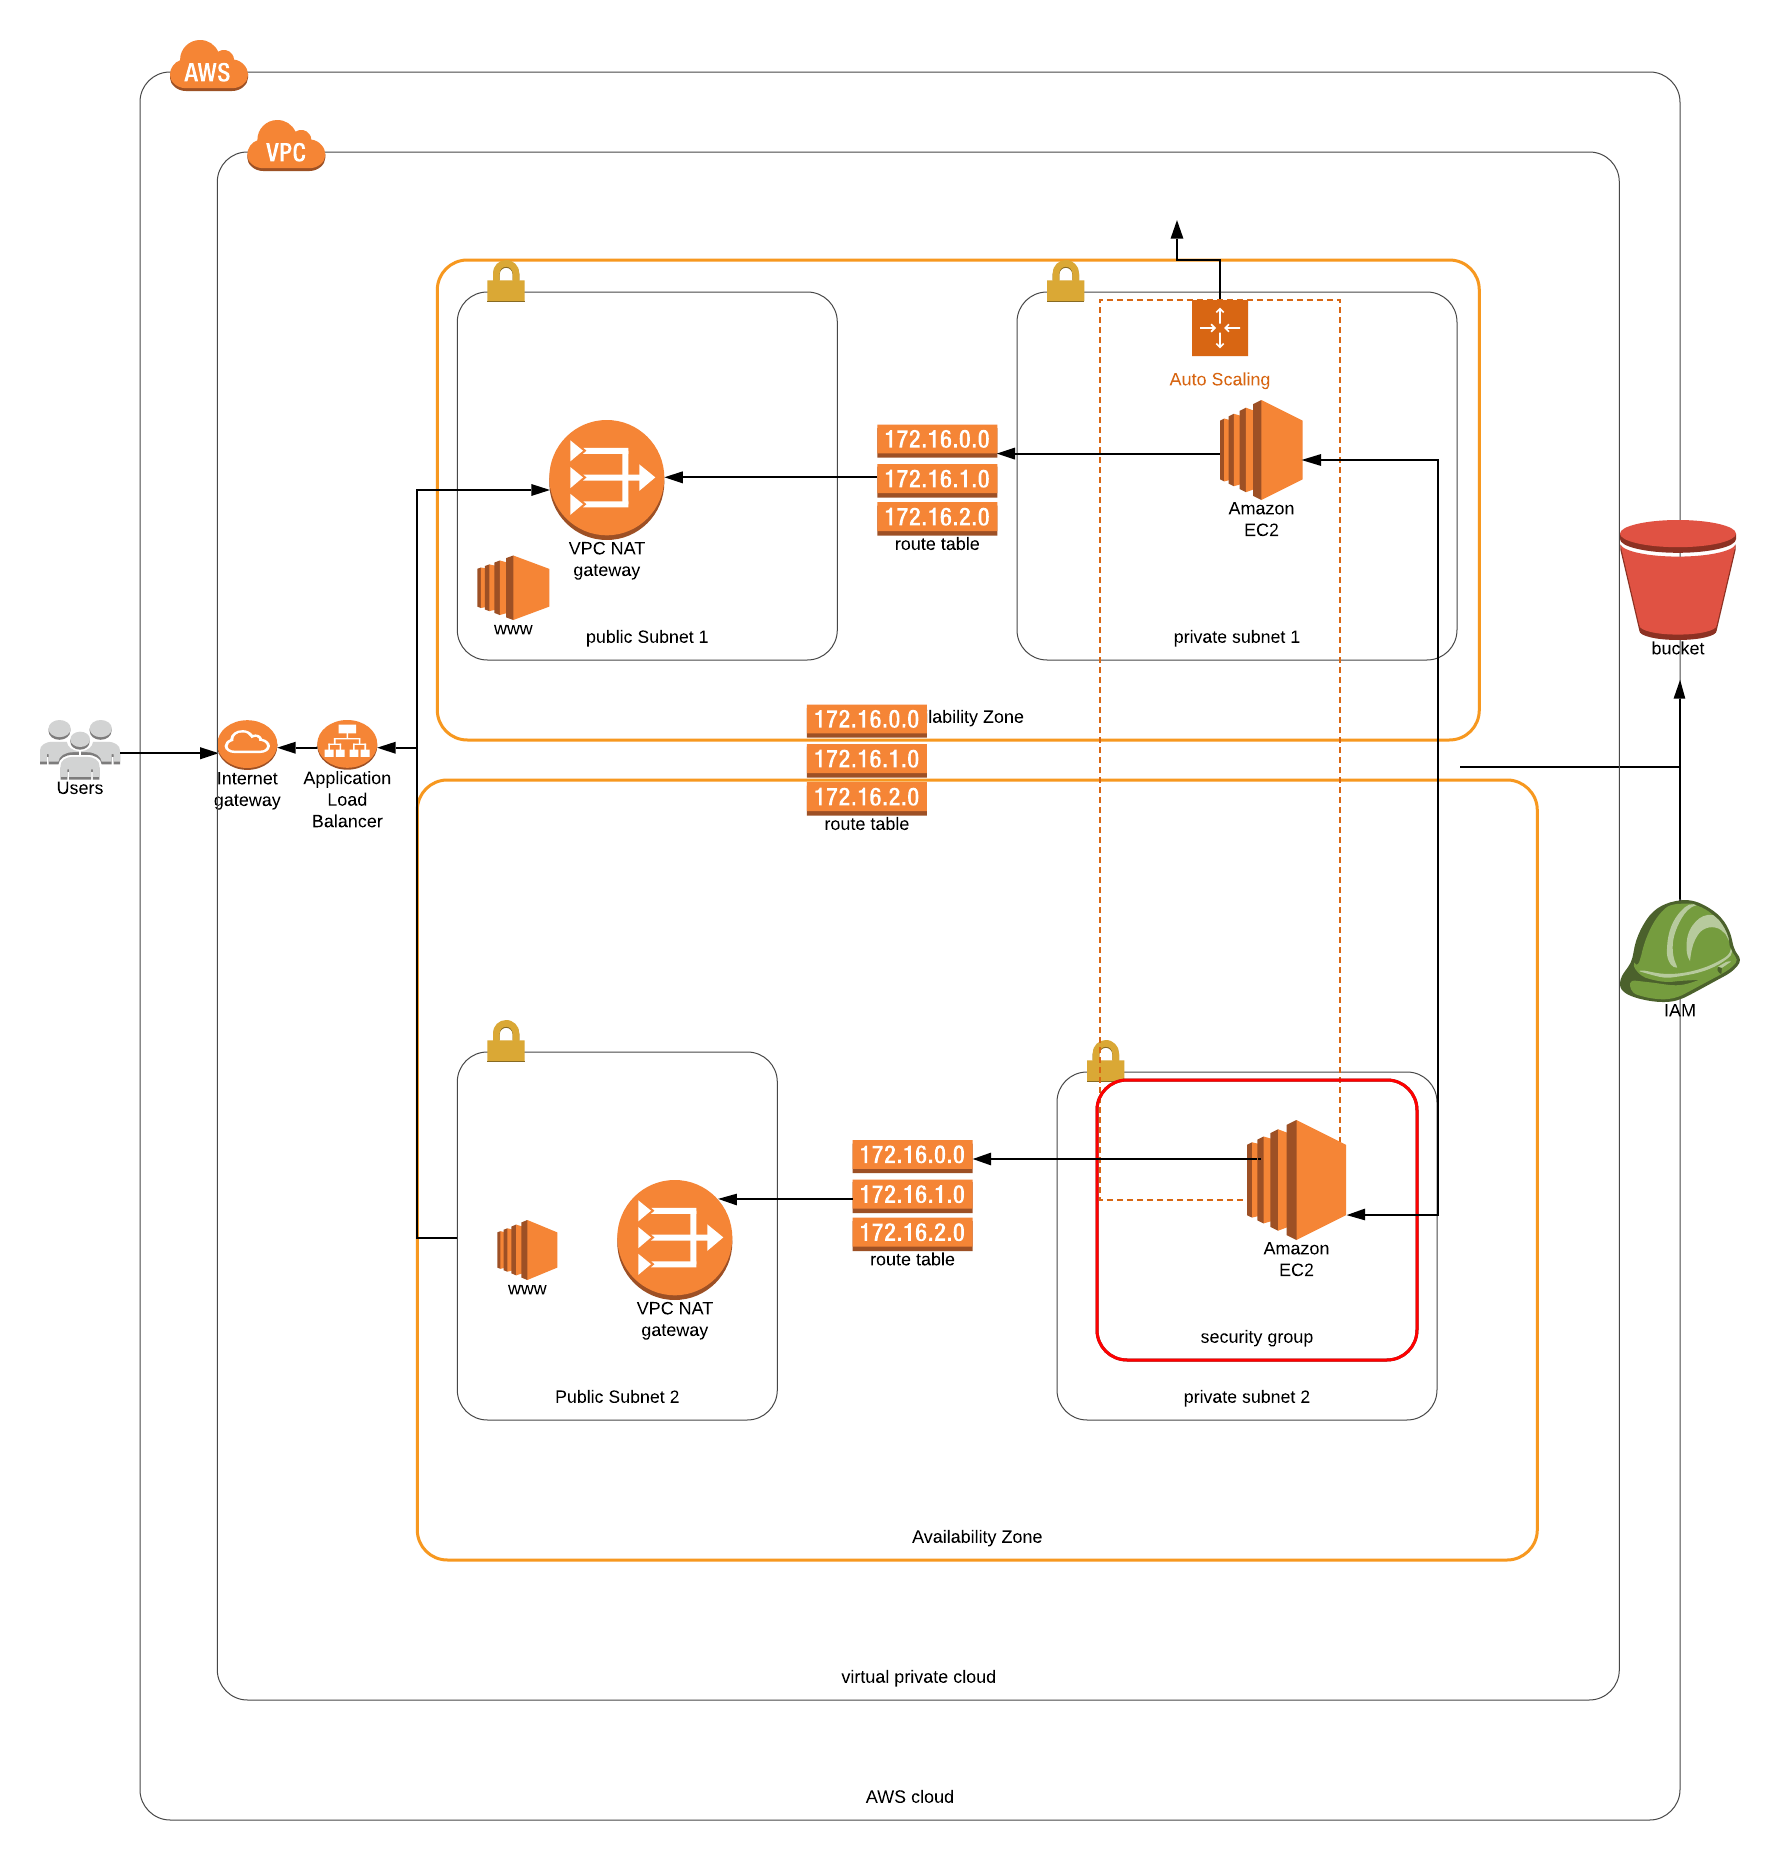 AWS
VPC
Auto Scaling
172.16.0.0
172.16.1.0
172.16.2.0
route table
Amazon
EC2
VPC NAT
gateway
www
public Subnet 1
private subnet 1
bucket
172.16.0.0
lability Zone
172.16.1.0
172.16.2.0
route table
Users
Internet
gateway
Application
Load
Balancer
IAM
172.16.0.0
172.16.1.0
172.16.2.0
route table
Amazon
EC2
www
VPC NAT
gateway
security group
Public Subnet 2
private subnet 2
Availability Zone
virtual private cloud
AWS cloud